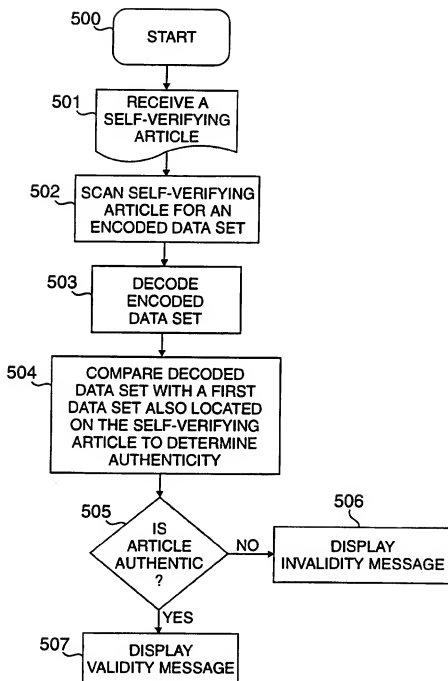 500
START
501
RECEIVE A
SELF-VERIFYING
ARTICLE
502
SCAN SELF-VERIFYING
ARTICLE FOR AN
ENCODED DATA SET
503
DECODE
ENCODED
DATA SET
504
COMPARE DECODED
DATA SET WITH A FIRST
DATA SET ALSO LOCATED
ON THE SELF-VERIFYING
ARTICLE TO DETERMINE
AUTHENTICITY
505
IS
ARTICLE
AUTHENTIC
?
NO
506
DISPLAY
INVALIDITY MESSAGE
YES
507
DISPLAY
VALIDITY MESSAGE